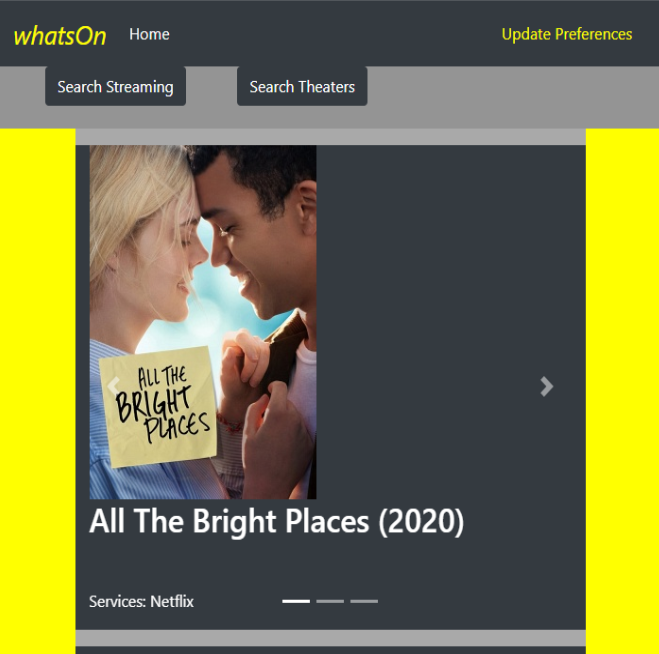 whatsOn Home Update Preferences
Search Streaming Search Theaters
ALL THE
BRIGHT
PLACES
All The Bright Places (2020)
Services: Netflix